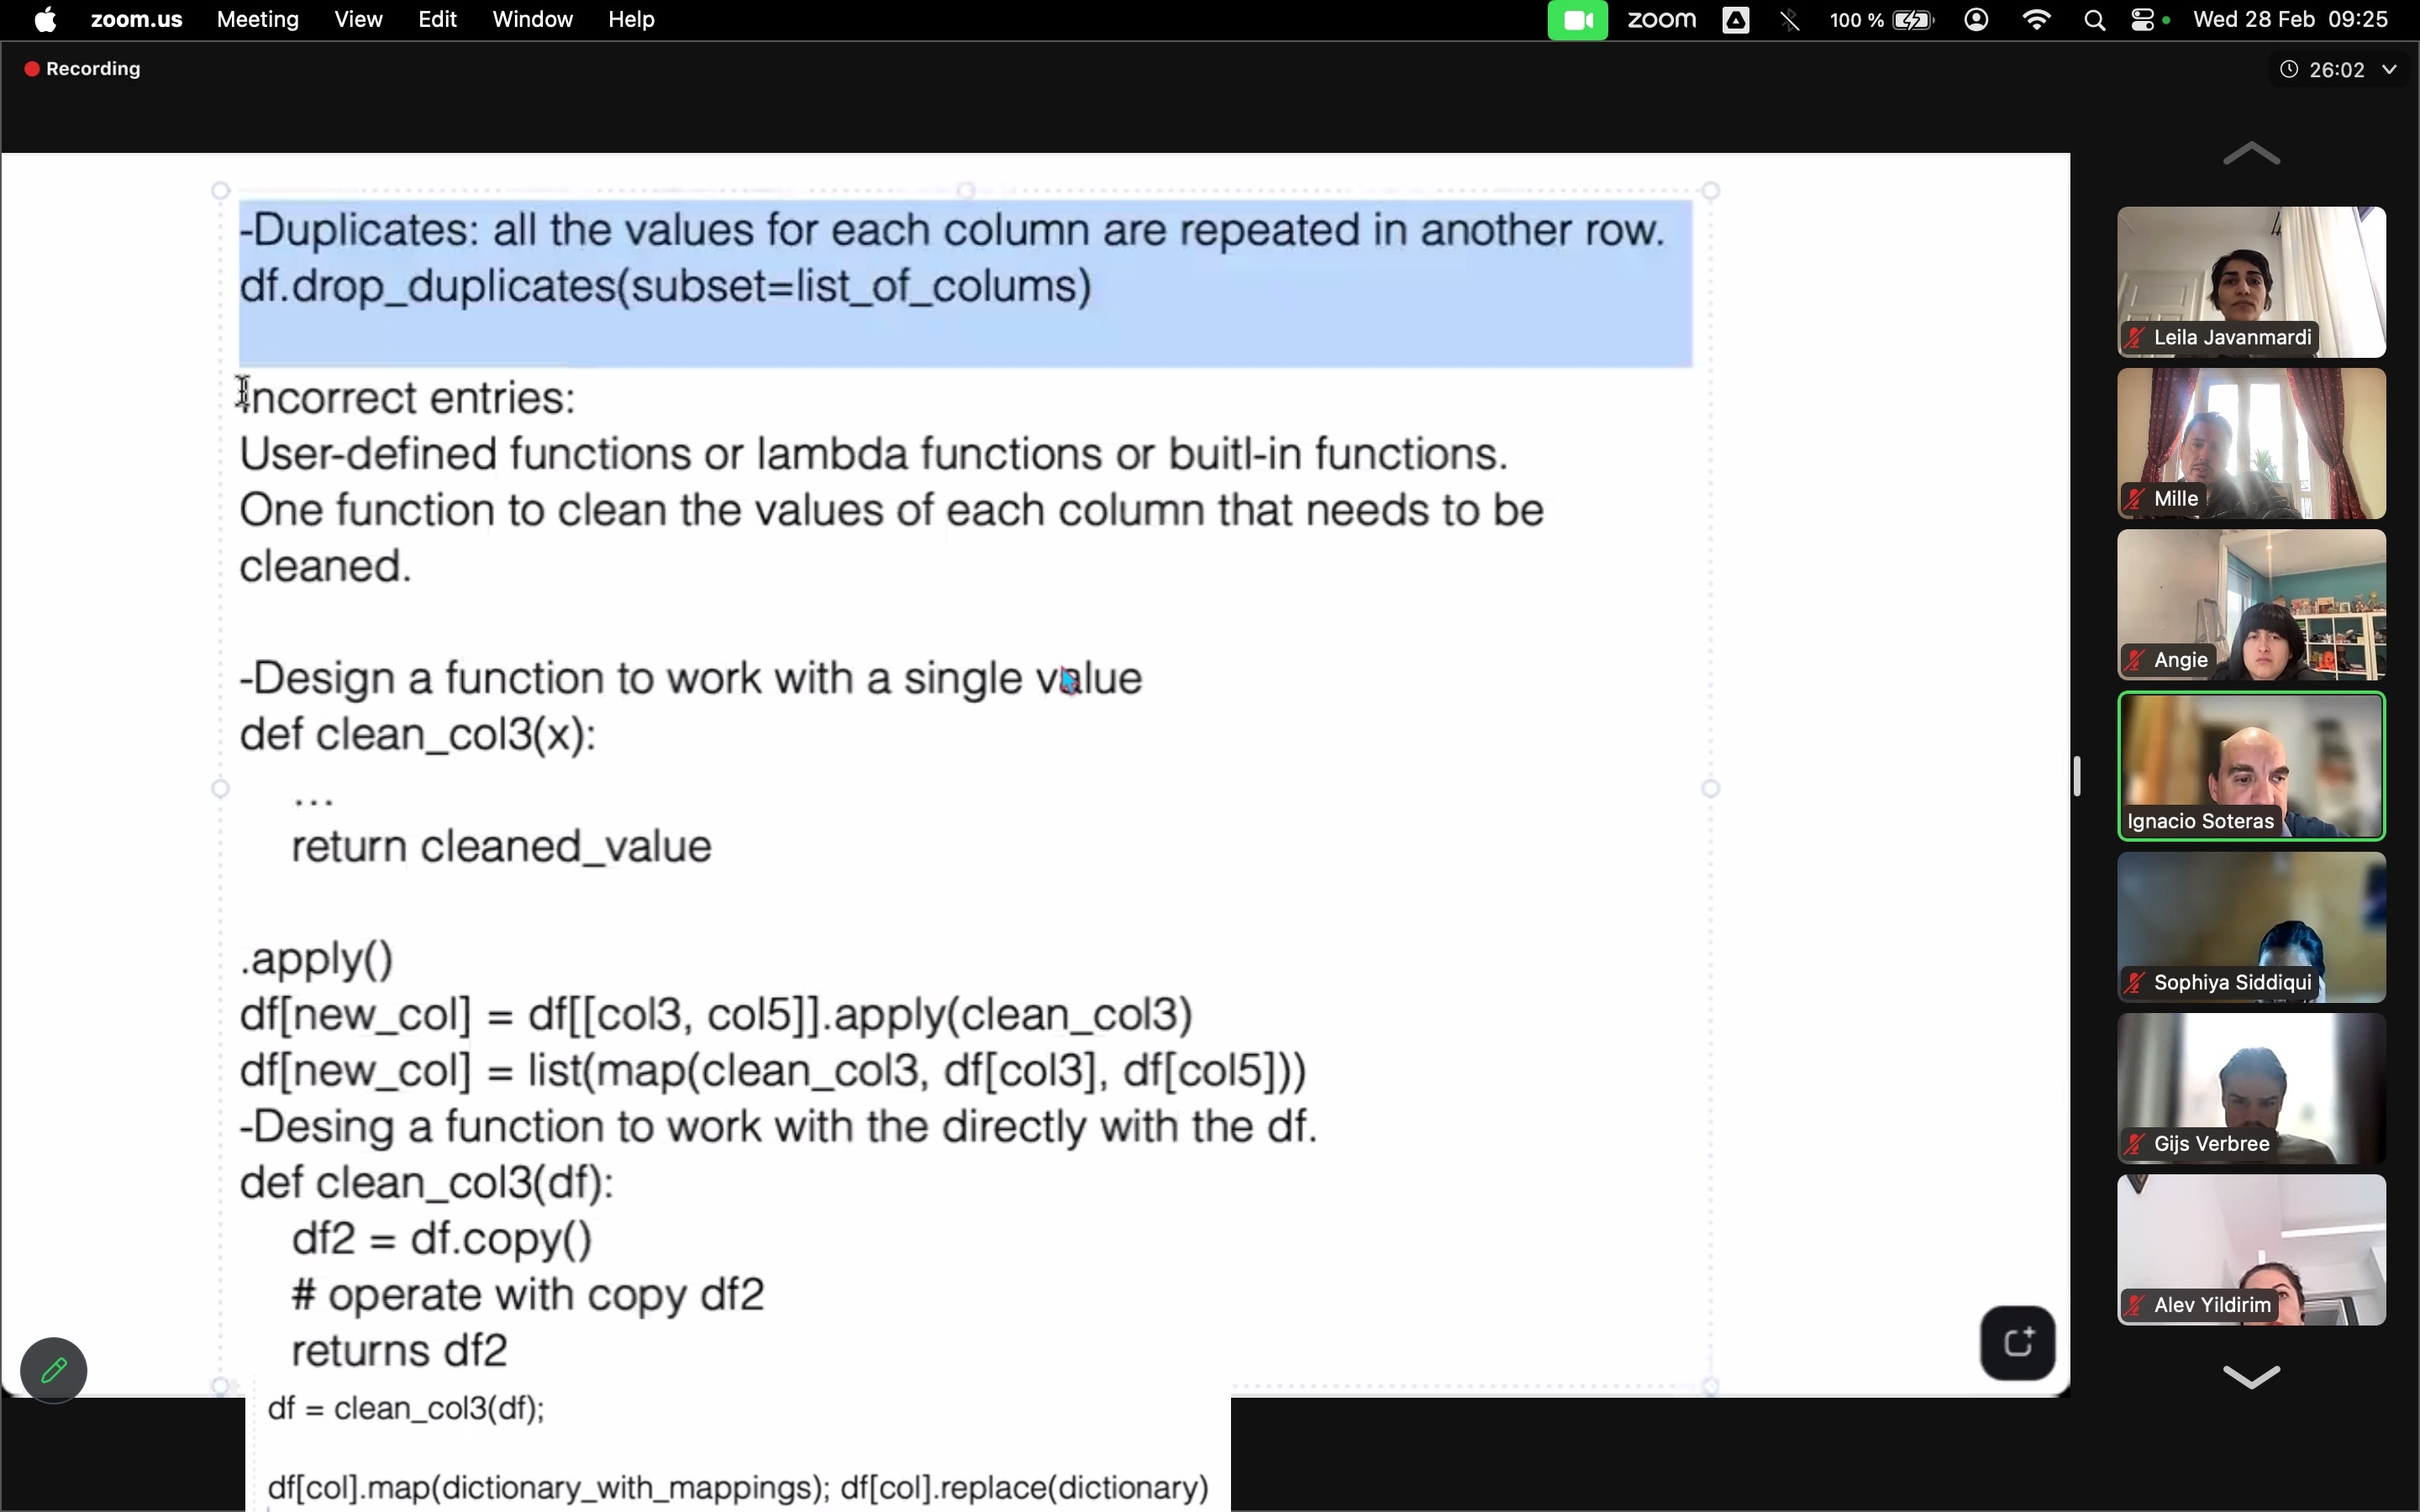 zoom.us Meeting View Edit Window Help zoom 100 % Wed 28 Feb 09:25
Recording 26:02
-Duplicates: all the values for each column are repeated in another row.
df.drop_duplicates(subset=list_of_colums)
Incorrect entries:
User-defined functions or lambda functions or buitl-in functions.
One function to clean the values of each column that needs to be
cleaned.
-Design a function to work with a single value
def clean_col3(x):
...
return cleaned_value
.apply()
df[new_col] = df[[col3, col5]].apply(clean_col3)
df[new_col] = list(map(clean_col3, df[col3], df[col5]))
-Desing a function to work with the directly with the df.
def clean_col3(df):
df2 = df.copy()
# operate with copy df2
returns df2
df = clean_col3(df);
df[col].map(dictionary_with_mappings); df[col].replace(dictionary)
Leila Javanmardi
Mille
Angie
Ignacio Soteras
Sophiya Siddiqui
Gijs Verbree
Alev Yildirim